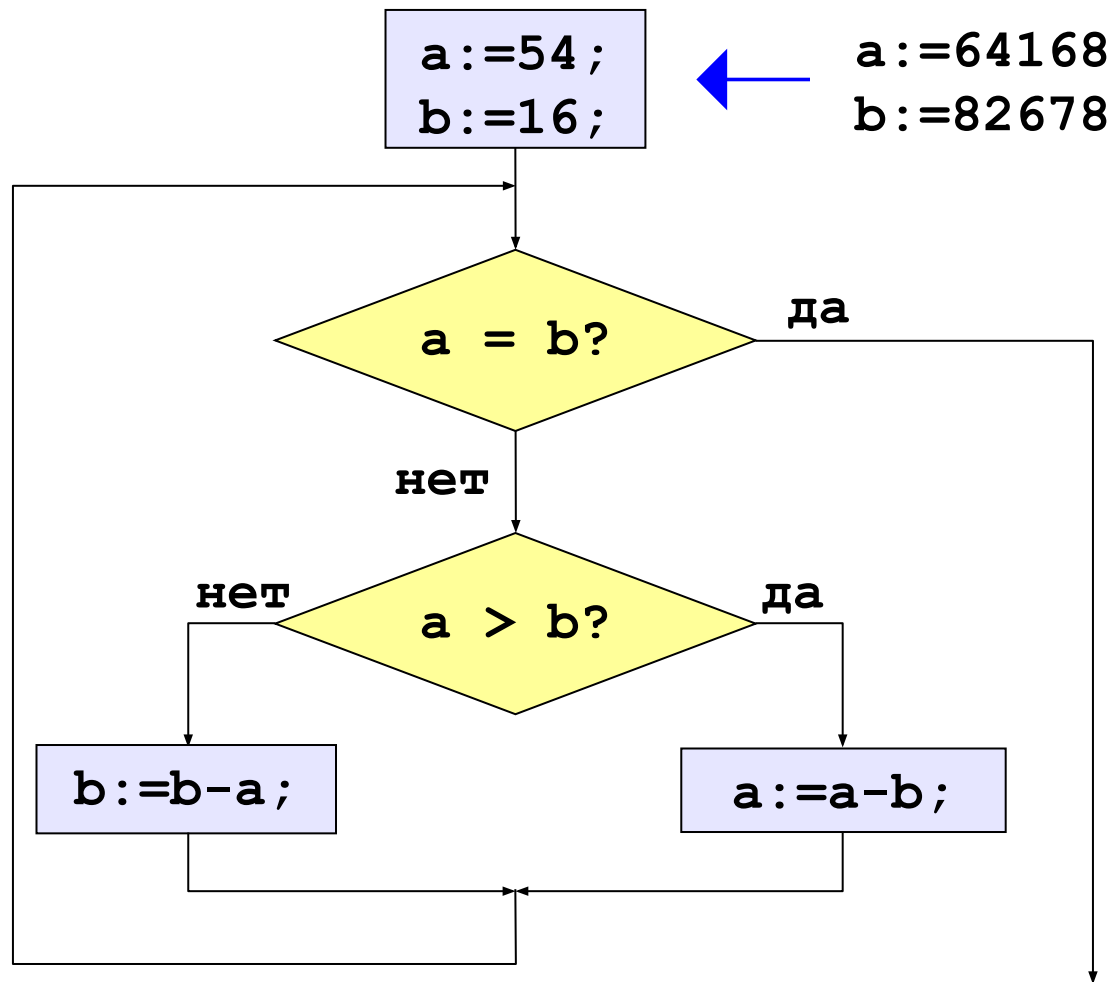 a:=54;
b:=16;
a:=64168
b:=82678
a = b?
да
нет
a > b?
нет
да
b:=b-a;
a:=a-b;